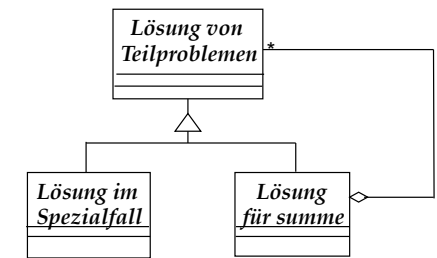 Lösung von
Teilproblemen
*
Lösung im
Spezialfall
Lösung
für summe